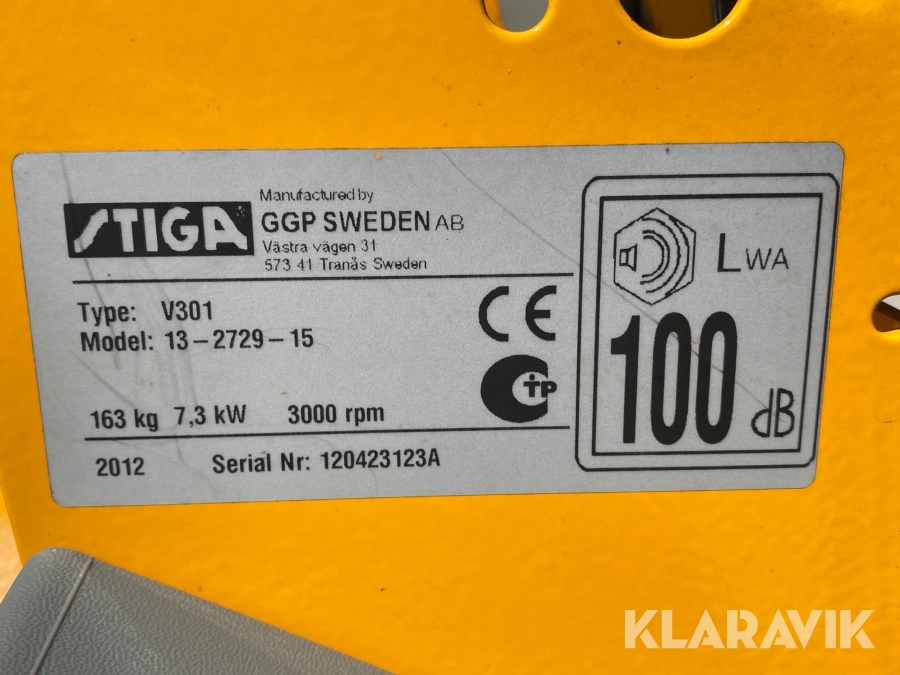 STIGA
Manufactured by
GGP SWEDEN AB
Västra vägen 31
573 41 Tranås Sweden
Type: V301
Model: 13-2729-15
163 kg 7,3 kW 3000 rpm
2012 Serial Nr: 120423123A
CE
CTP
LWA
100
dB
KLARAVIK